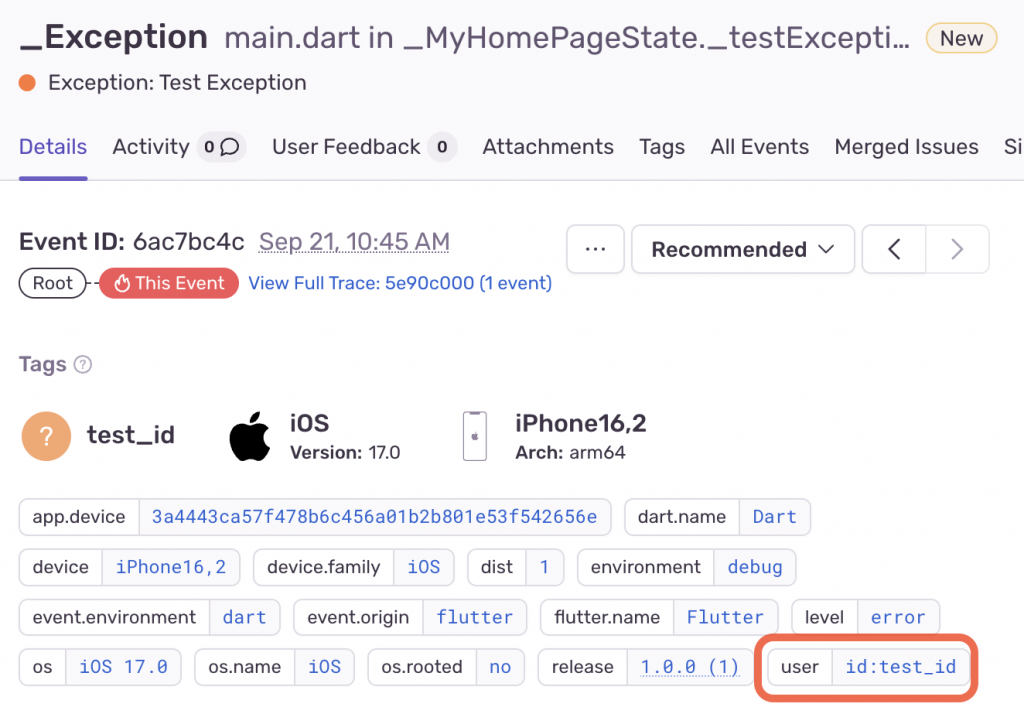 _Exception main.dart in _MyHomePageState._testExcepti... New
Exception: Test Exception
Details Activity 0 User Feedback 0 Attachments Tags All Events Merged Issues Si
Event ID: 6ac7bc4c Sep 21, 10:45 AM ... Recommended
Root This Event View Full Trace: 5e90c000 (1 event)
Tags ?
? test_id iOS iPhone16,2
Version: 17.0 Arch: arm64
app.device 3a4443ca57f478b6c456a01b2b801e53f542656e dart.name Dart
device iPhone16,2 device.family iOS dist 1 environment debug
event.environment dart event.origin flutter flutter.name Flutter level error
os iOS 17.0 os.name iOS os.rooted no release 1.0.0 (1) user id:test_id